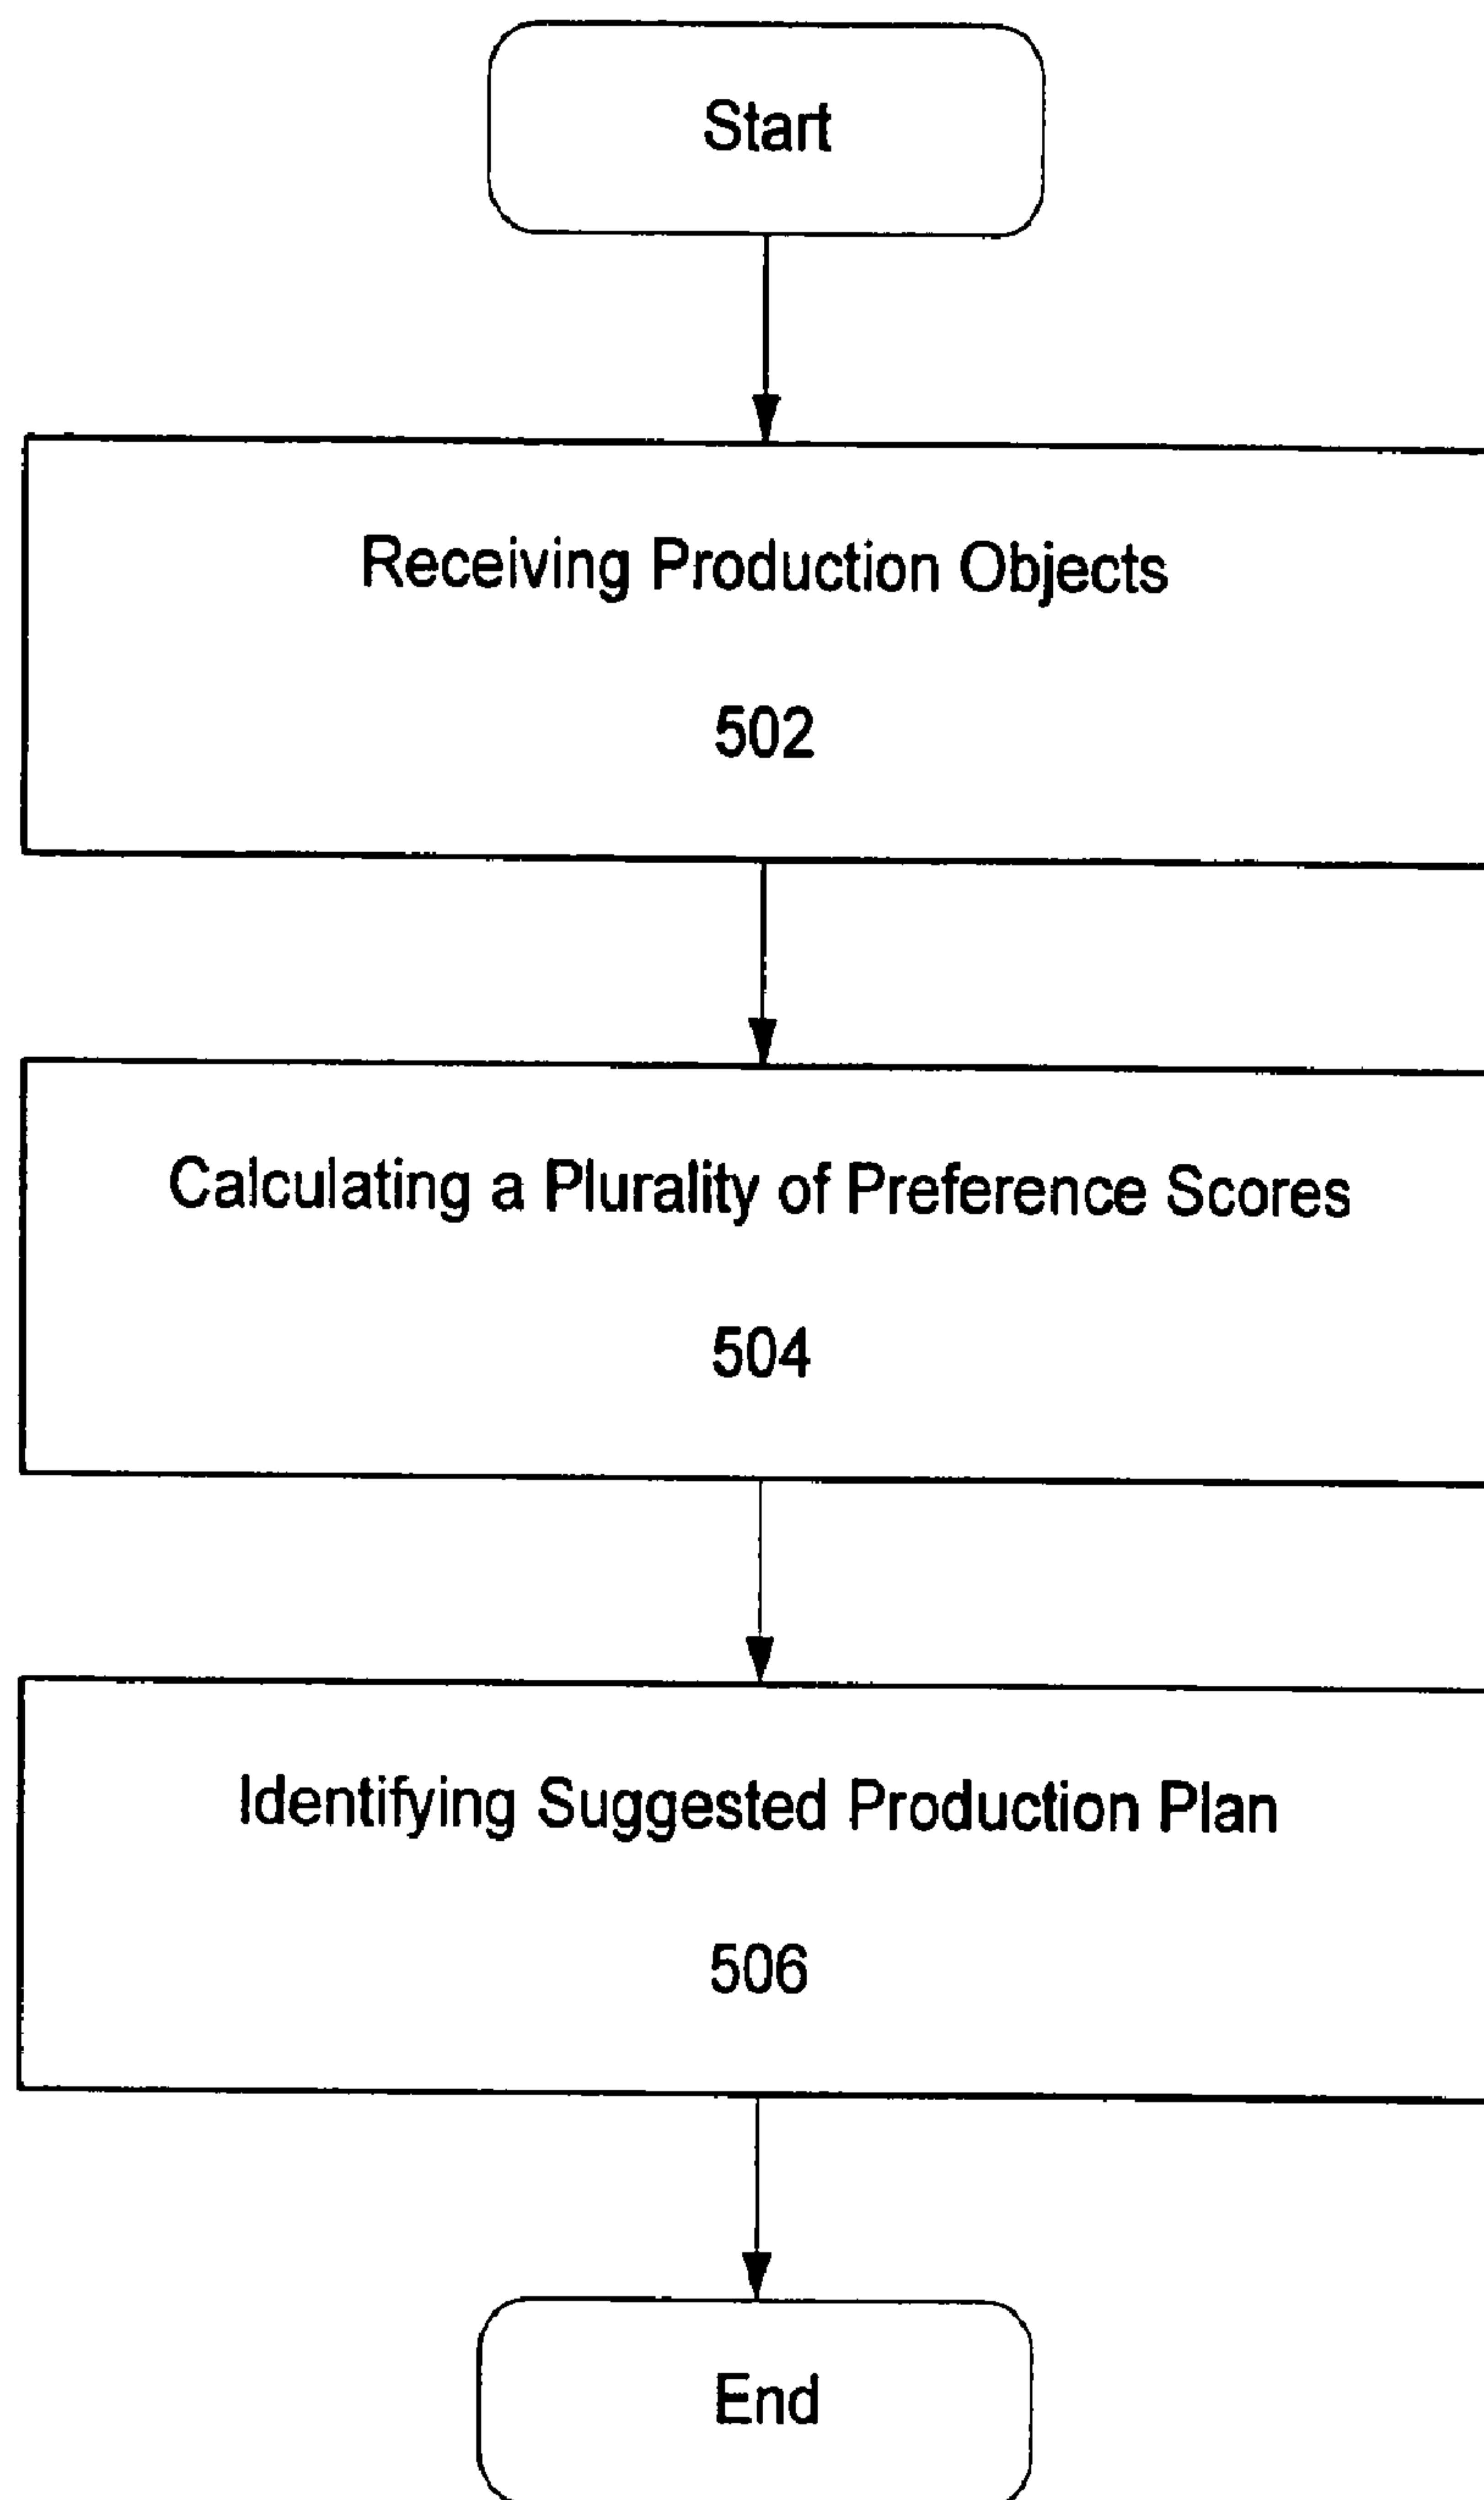 Start
Receiving Production Objects
502
Calculating a Plurality of Preference Scores
504
Identifying Suggested Production Plan
506
End